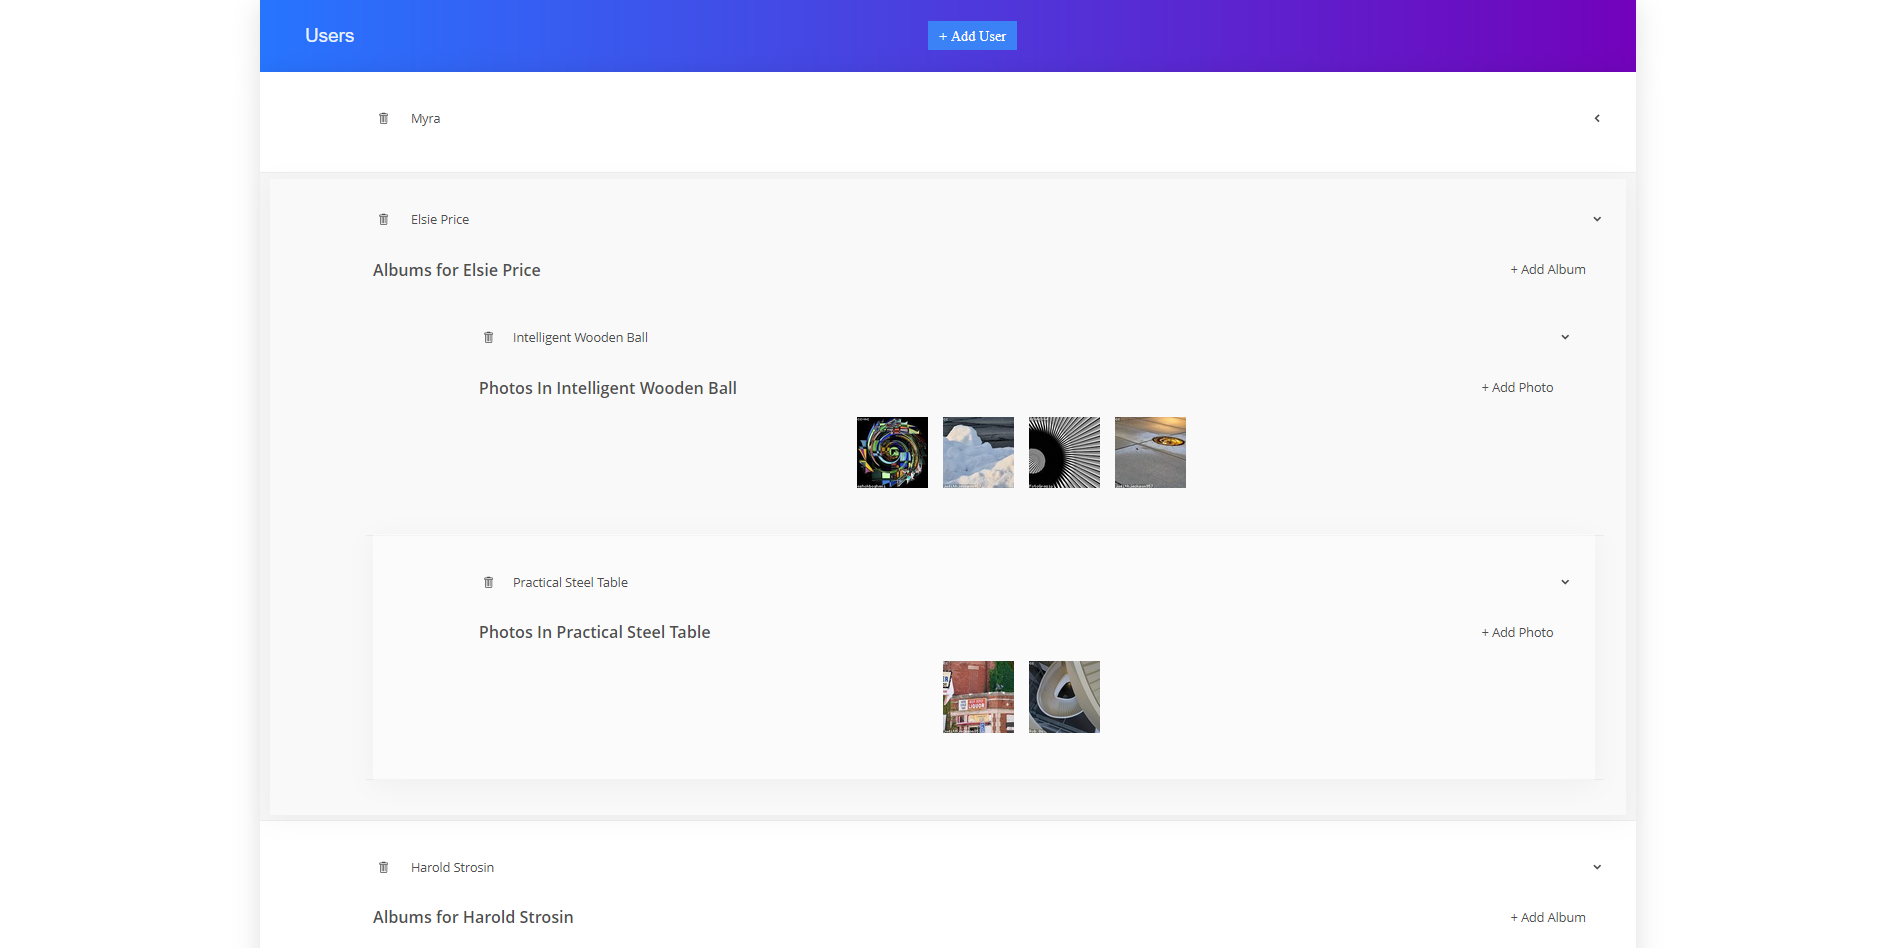 Users
+ Add User
Myra
Elsie Price
Albums for Elsie Price
+ Add Album
Intelligent Wooden Ball
Photos In Intelligent Wooden Ball
+ Add Photo
Practical Steel Table
Photos In Practical Steel Table
+ Add Photo
LIQUOR
Harold Strosin
Albums for Harold Strosin
+ Add Album